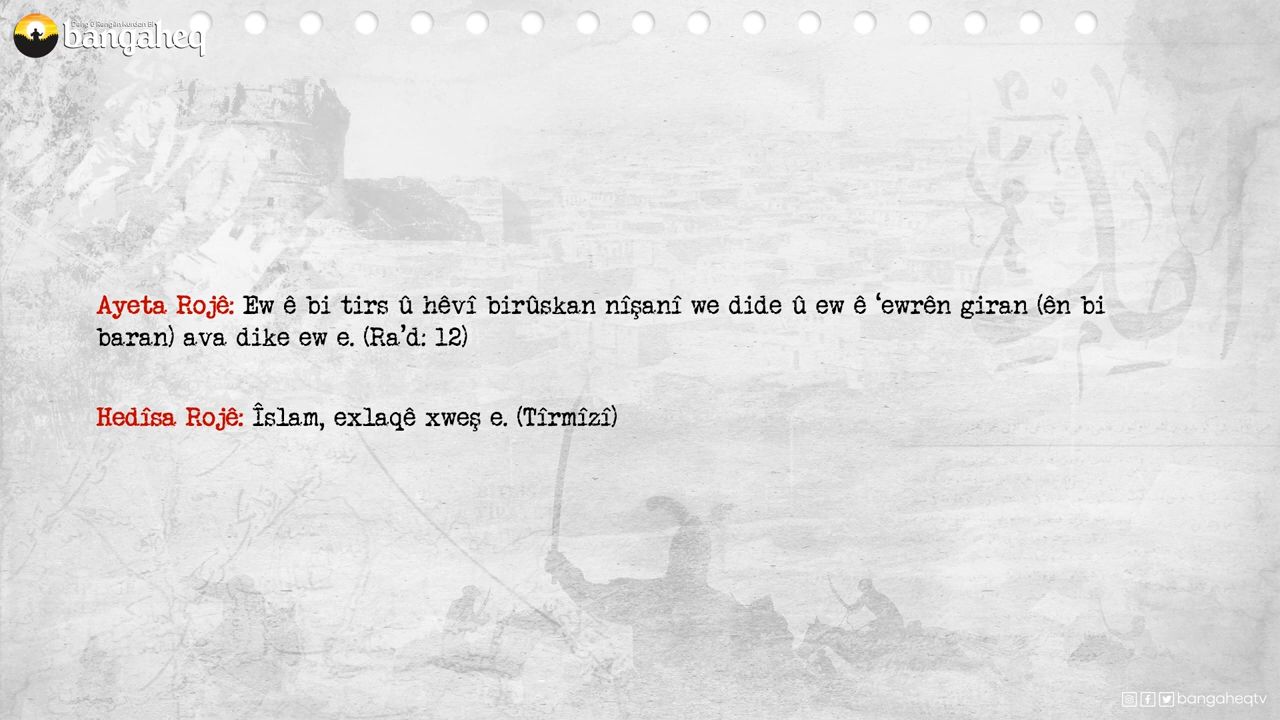 bangaheq
Ayeta Rojê: Ew ê bi tirs û hêvî birûskan nîşanî we dide û ew ê ‘ewrên giran (ên bi
baran) ava dike ew e. (Ra’d: 12)
Hedîsa Rojê: Îslam, exlaqê xweş e. (Tîrmîzî)
bangaheqtv